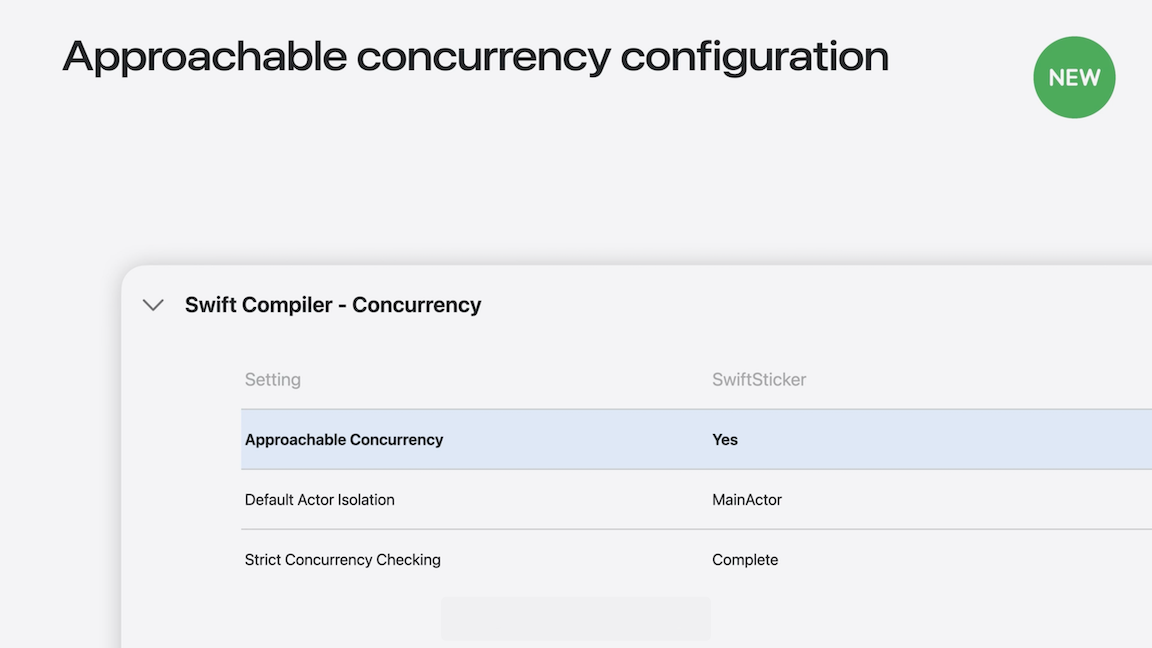 Approachable concurrency configuration
NEW
Swift Compiler - Concurrency
Setting SwiftSticker
Approachable Concurrency Yes
Default Actor Isolation MainActor
Strict Concurrency Checking Complete